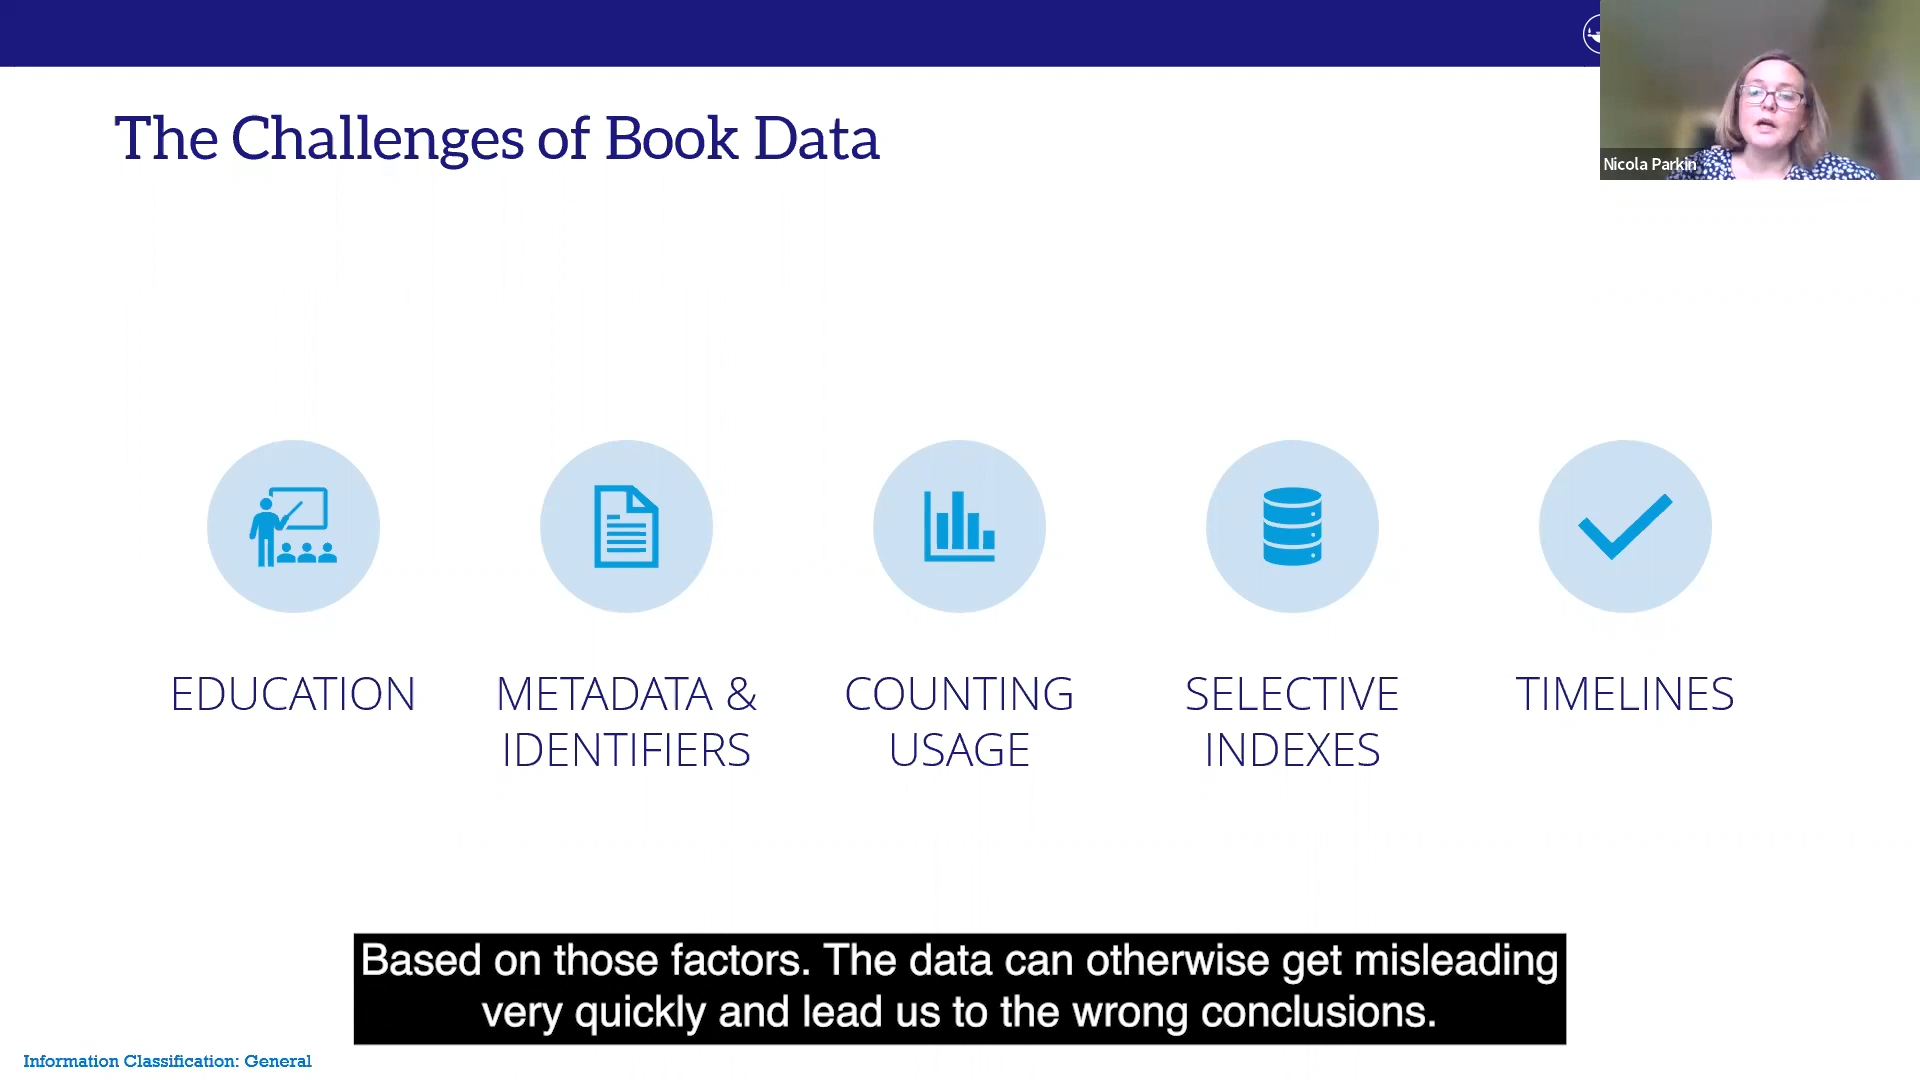 The Challenges of Book Data
Nicola Parkin
EDUCATION
METADATA &
IDENTIFIERS
COUNTING
USAGE
SELECTIVE
INDEXES
TIMELINES
Based on those factors. The data can otherwise get misleading
very quickly and lead us to the wrong conclusions.
Information Classification: General